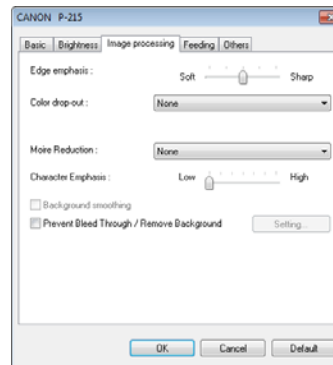 CANON P-215
Basic Brightness Image processing Feeding Others
Edge emphasis : Soft Sharp
Color drop-out : None
Moire Reduction : None
Character Emphasis : Low High
Background smoothing
Prevent Bleed Through / Remove Background Setting...
OK Cancel Default